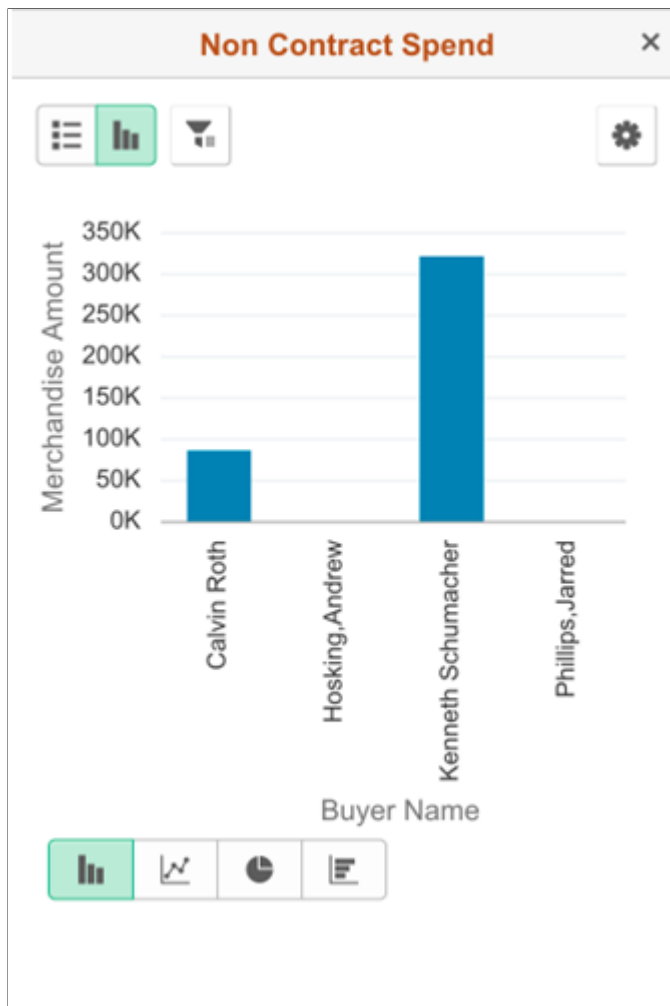 Non Contract Spend
×
Merchandise Amount
350K
300K
250K
200K
150K
100K
50K
0K
Calvin Roth
Hosking,Andrew
Kenneth Schumacher
Phillips,Jarred
Buyer Name